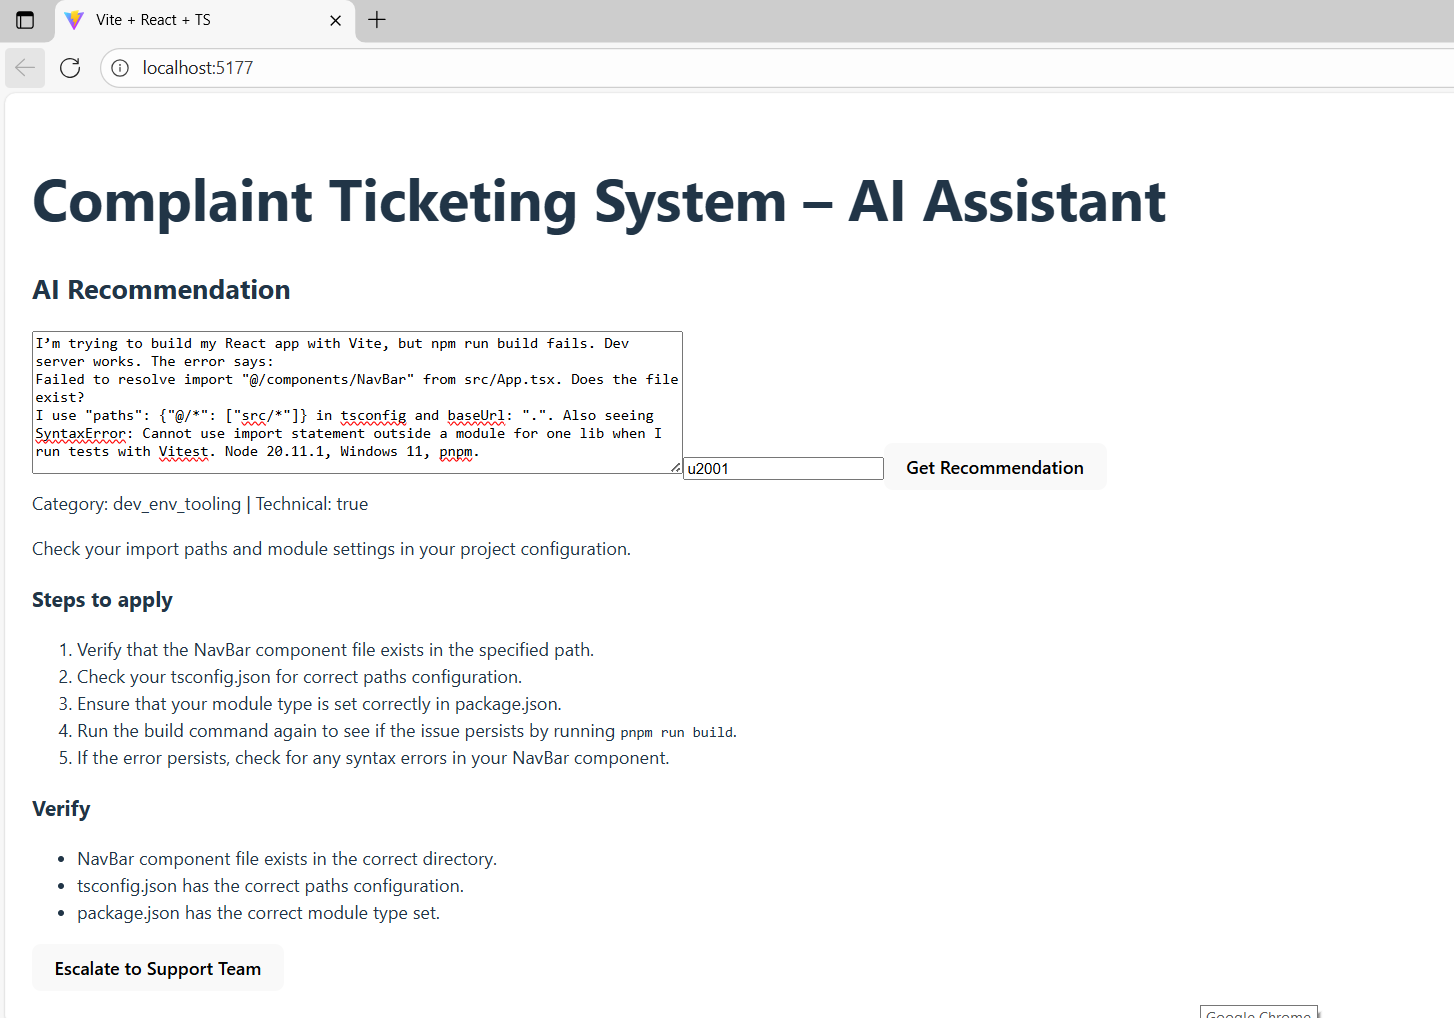 Vite + React + TS
localhost:5177
Complaint Ticketing System – AI Assistant
AI Recommendation
I’m trying to build my React app with Vite, but npm run build fails. Dev
server works. The error says:
Failed to resolve import "@/components/NavBar" from src/App.tsx. Does the file
exist?
I use "paths": {"@/*": ["src/*"]} in tsconfig and baseUrl: ".". Also seeing
SyntaxError: Cannot use import statement outside a module for one lib when I
run tests with Vitest. Node 20.11.1, Windows 11, pnpm.
u2001
Get Recommendation
Category: dev_env_tooling | Technical: true
Check your import paths and module settings in your project configuration.
Steps to apply
1. Verify that the NavBar component file exists in the specified path.
2. Check your tsconfig.json for correct paths configuration.
3. Ensure that your module type is set correctly in package.json.
4. Run the build command again to see if the issue persists by running pnpm run build.
5. If the error persists, check for any syntax errors in your NavBar component.
Verify
• NavBar component file exists in the correct directory.
• tsconfig.json has the correct paths configuration.
• package.json has the correct module type set.
Escalate to Support Team
Google Chrome